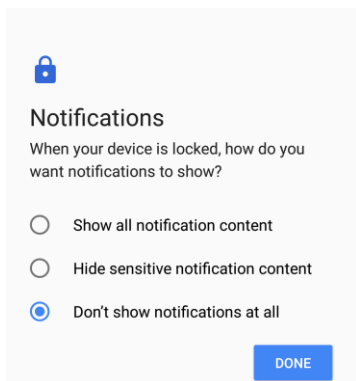 Notifications
When your device is locked, how do you
want notifications to show?
Show all notification content
Hide sensitive notification content
Don’t show notifications at all
DONE